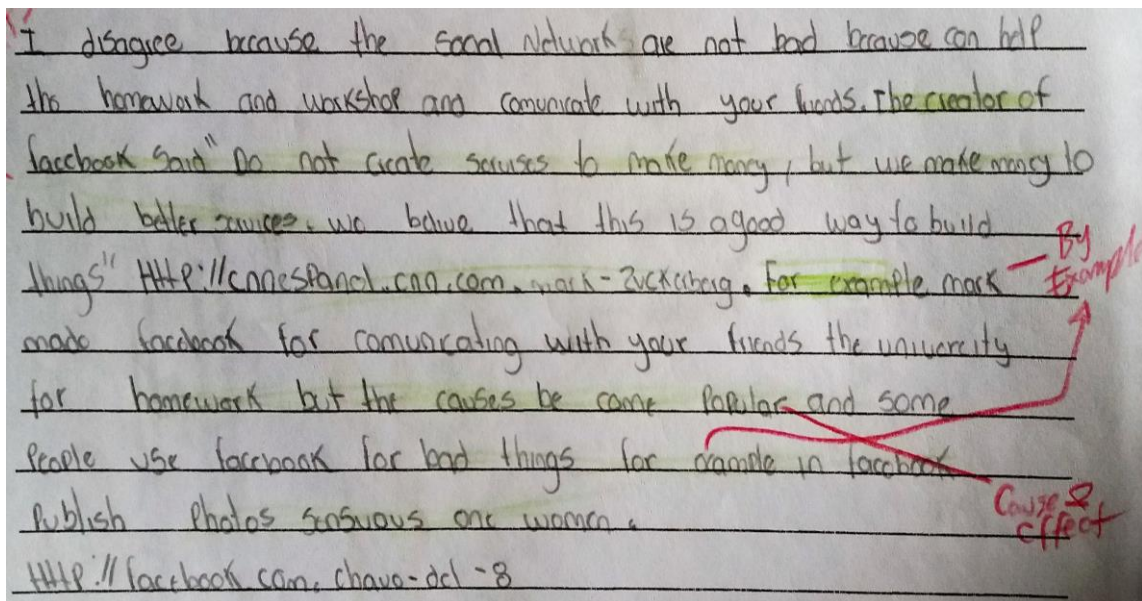 I disagree because the social Network are not bad because can help
the homework and workshop and comunicate with your friends. The creator of
facebook said "Do not create servises to make money, but we make money to
build better services. we belive that this is a good way to build
things" HttP://cnnesPanol.cnn.com. mark-Zuckerberg. For example mark
By
Example
made facebook for comunicating with your friends the univercity
for homework but the causes be come Popular and some
People use facebook for bad things for example in facebook
Cause &
effect
Publish Photos sensuous one women.
HttP://facebook.com. chavo-del-8